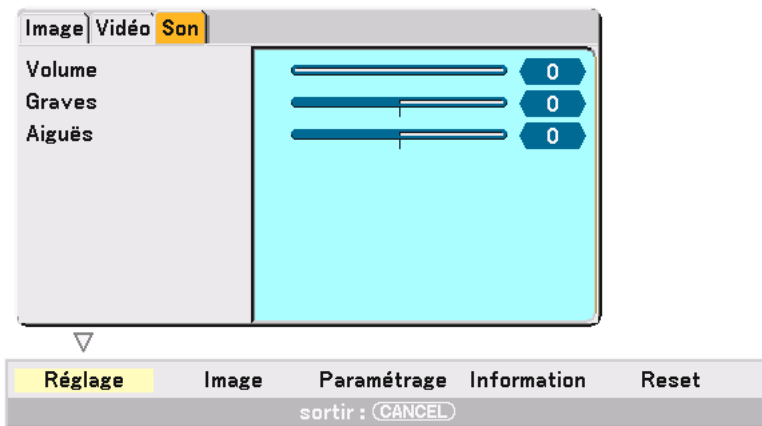 Image Vidéo Son
Volume 0
Graves 0
Aiguës 0
Réglage Image Paramétrage Information Reset
sortir : CANCEL